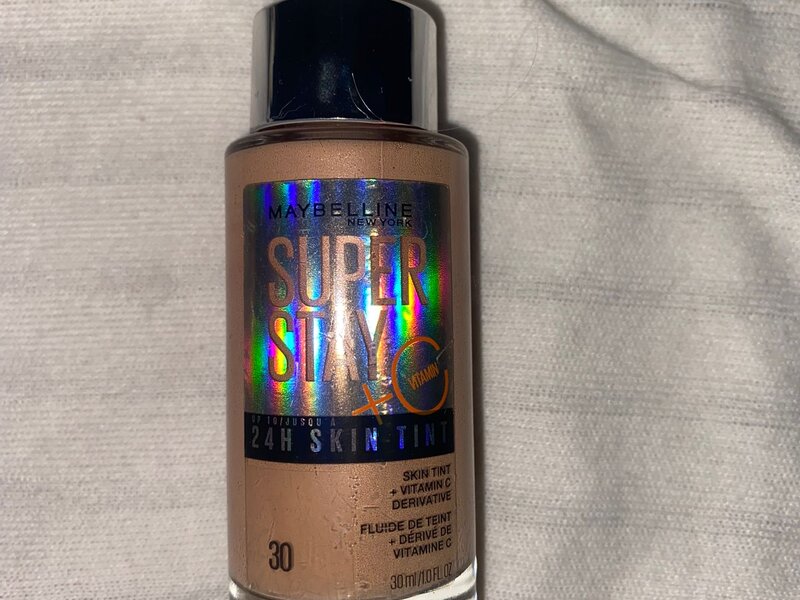 MAYBELLINE
NEW YORK
SUPER
STAY
+C
VITAMIN
UP TO/JUSQU'À
24H SKIN TINT
SKIN TINT
+ VITAMIN C
DERIVATIVE
FLUIDE DE TEINT
+ DÉRIVÉ DE
VITAMINE C
30
30 ml/1.0 FL OZ